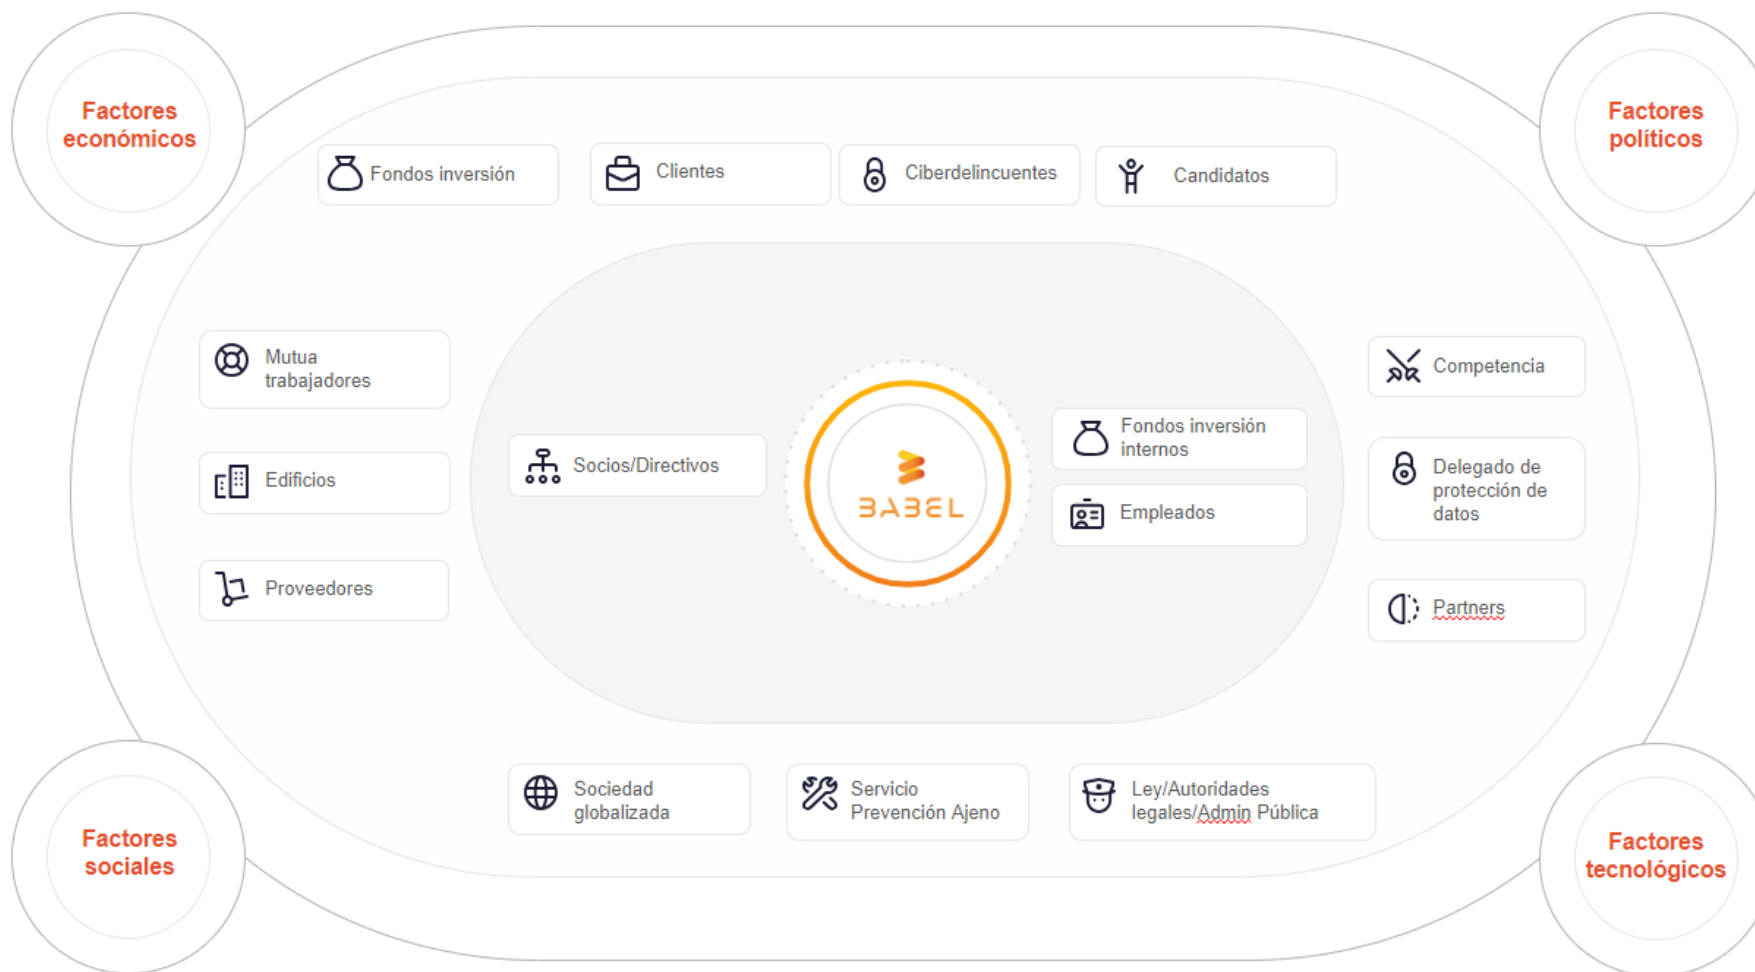 Factores
económicos
Factores
políticos
Fondos inversión
Clientes
Ciberdelincuentes
Candidatos
Mutua
trabajadores
Edificios
Proveedores
Socios/Directivos
BABEL
Fondos inversión
internos
Empleados
Competencia
Delegado de
protección de
datos
Partners
Sociedad
globalizada
Servicio
Prevención Ajeno
Ley/Autoridades
legales/Admin Pública
Factores
sociales
Factores
tecnológicos